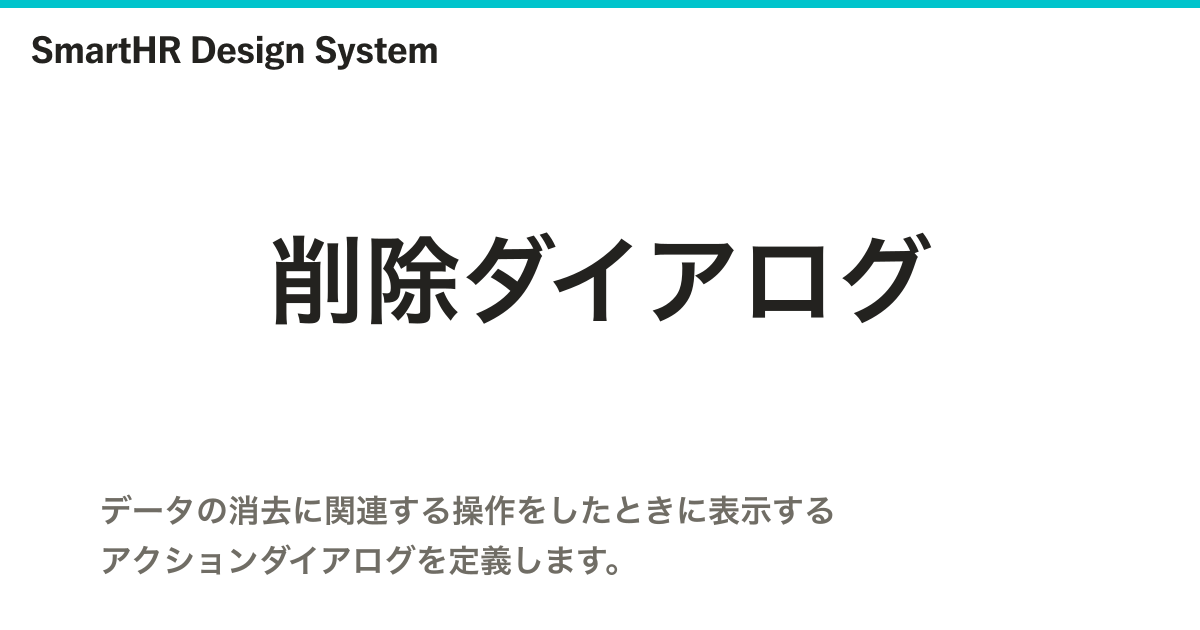 SmartHR Design System
削除ダイアログ
データの消去に関連する操作をしたときに表示する
アクションダイアログを定義します。